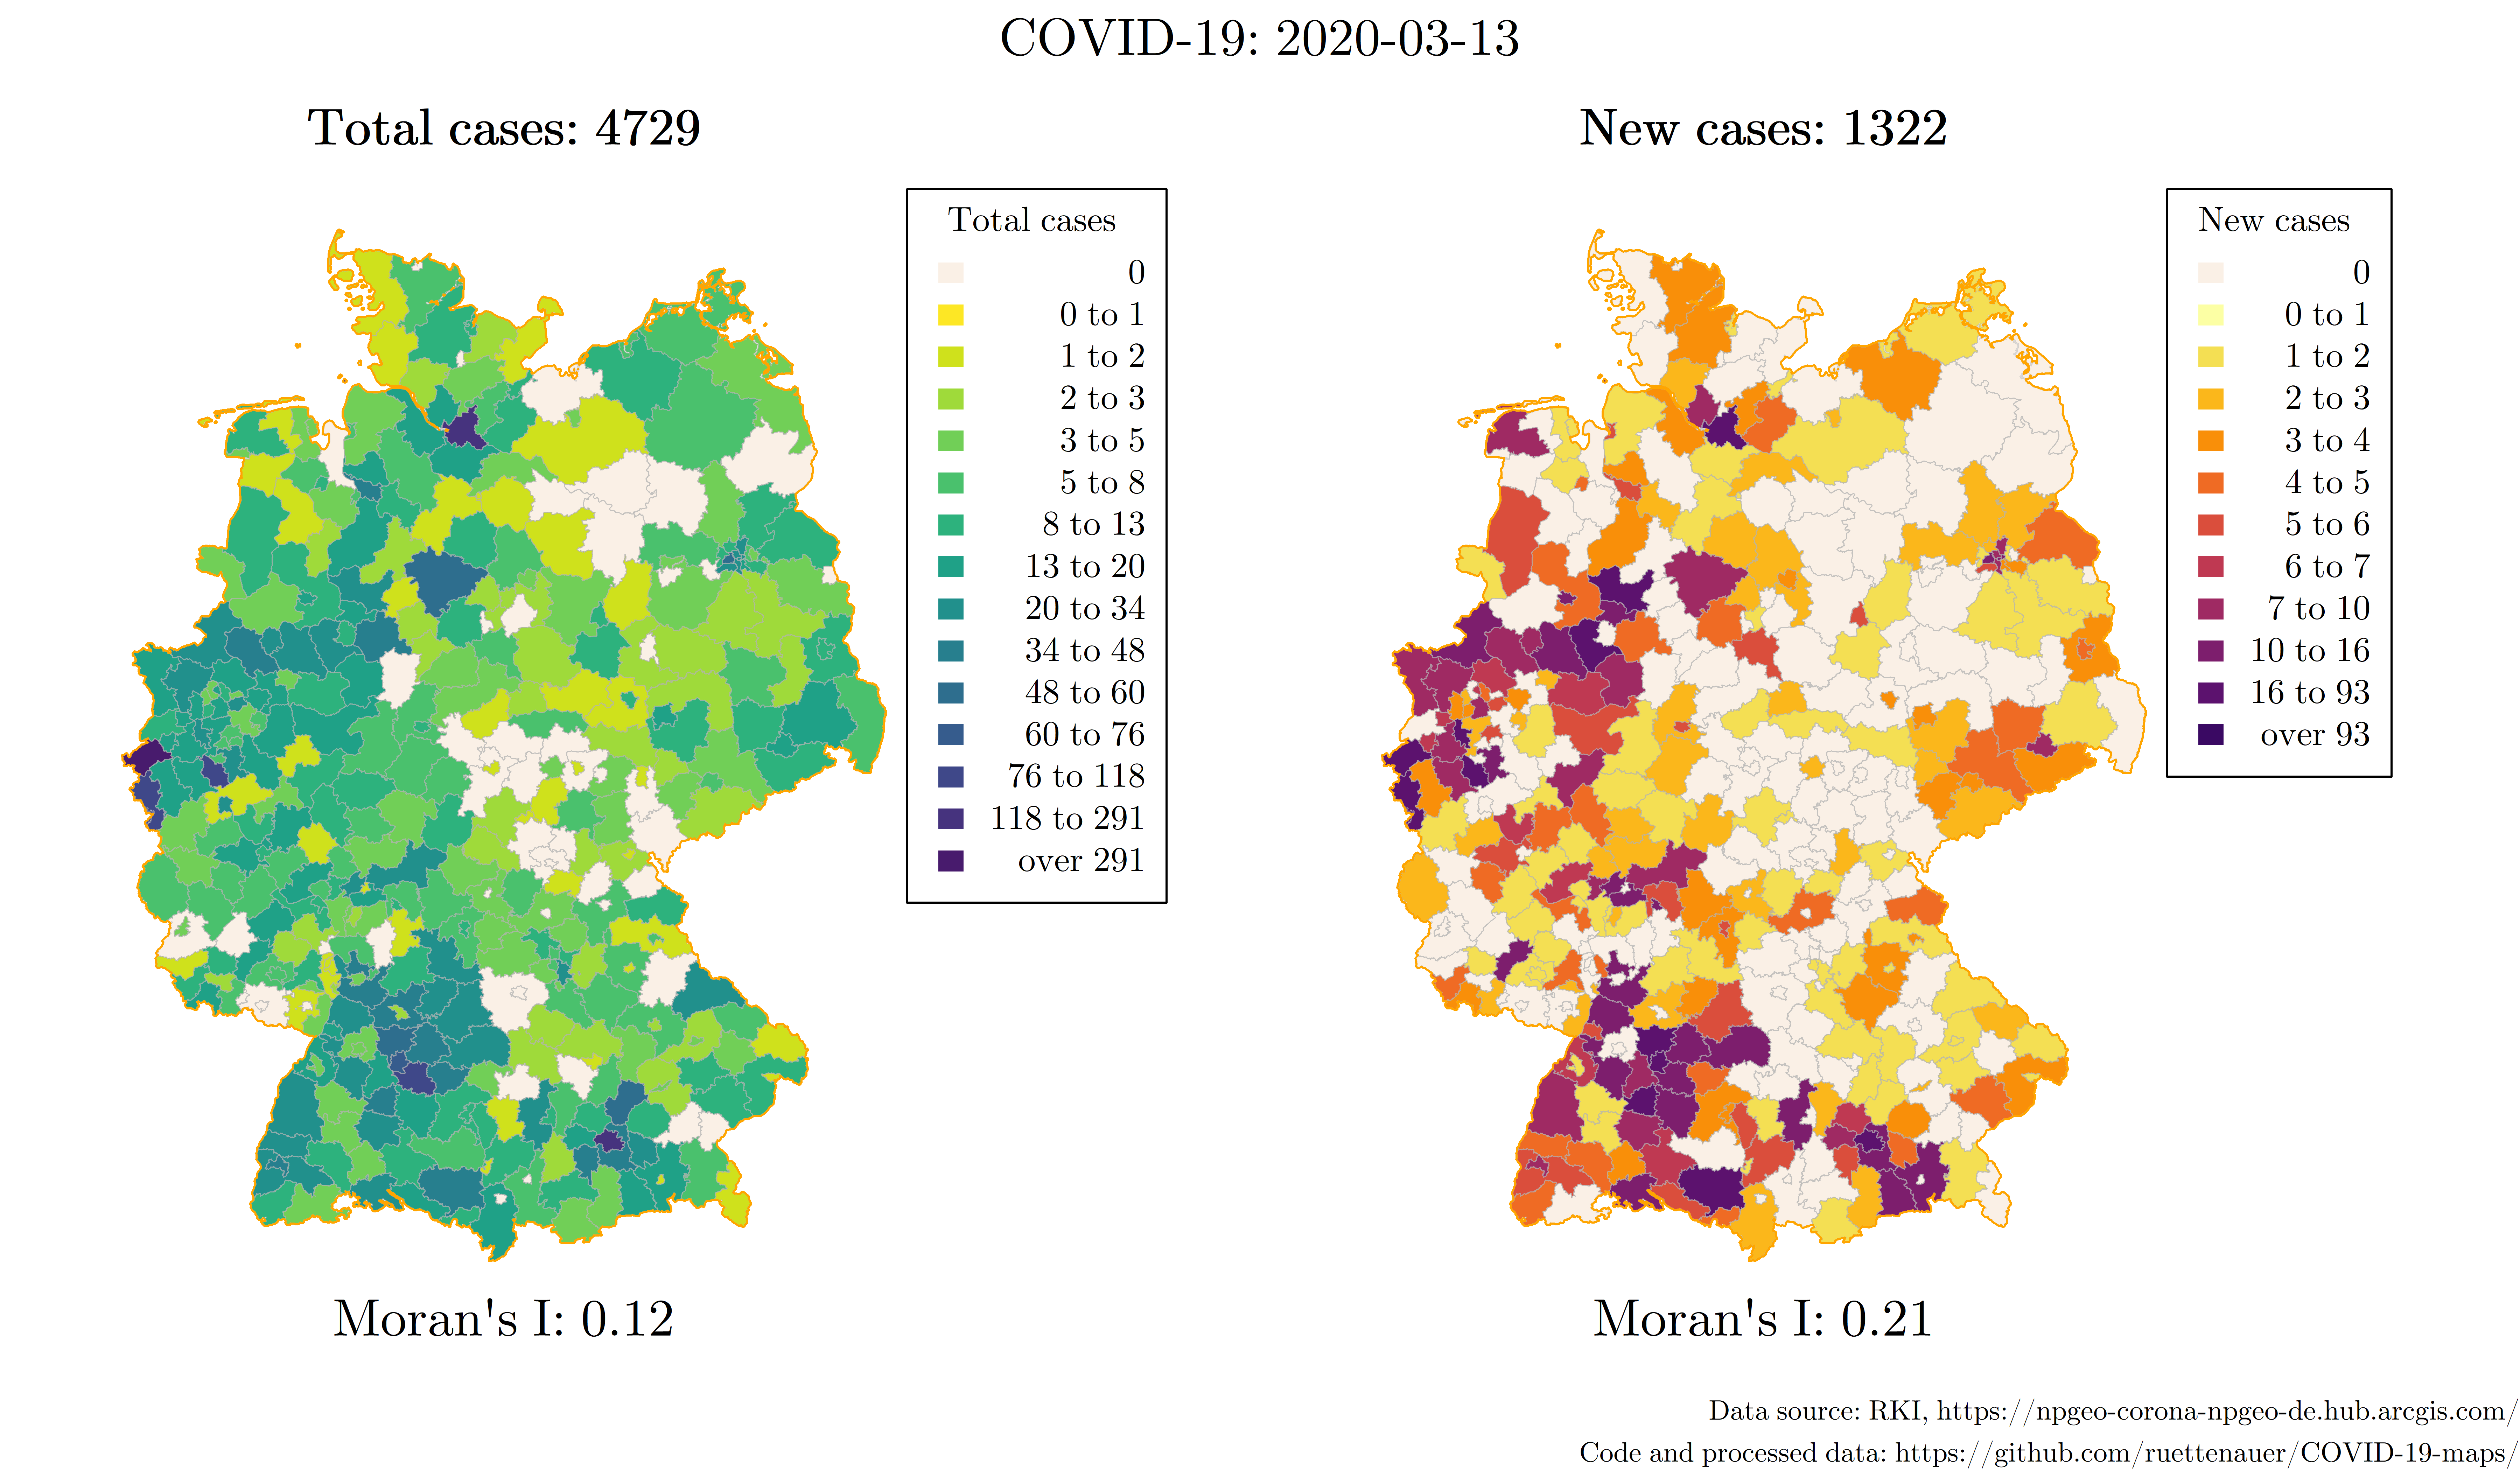 COVID-19: 2020-03-13
Total cases: 4729
Total cases
0
0 to 1
1 to 2
2 to 3
3 to 5
5 to 8
8 to 13
13 to 20
20 to 34
34 to 48
48 to 60
60 to 76
76 to 118
118 to 291
over 291
Moran's I: 0.12
New cases: 1322
New cases
0
0 to 1
1 to 2
2 to 3
3 to 4
4 to 5
5 to 6
6 to 7
7 to 10
10 to 16
16 to 93
over 93
Moran's I: 0.21
Data source: RKI, https://npgeo-corona-npgeo-de.hub.arcgis.com/
Code and processed data: https://github.com/ruettenauer/COVID-19-maps/